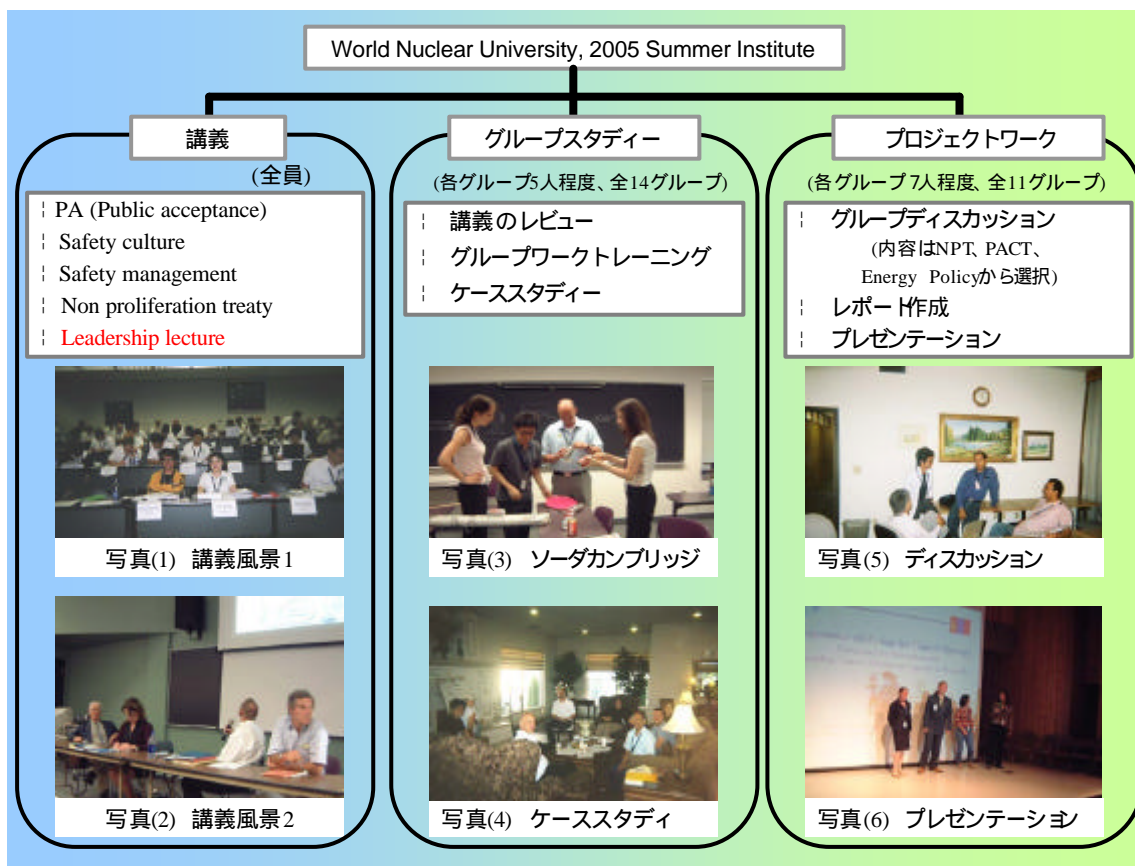 World Nuclear University, 2005 Summer Institute
講義
(全員)
¦ PA (Public acceptance)
¦ Safety culture
¦ Safety management
¦ Non proliferation treaty
¦ Leadership lecture
写真(1) 講義風景1
写真(2) 講義風景2
グループスタディー
(各グループ5人程度、全14グループ)
¦ 講義のレビュー
¦ グループワークトレーニング
¦ ケーススタディー
写真(3) ソーダカンブリッジ
写真(4) ケーススタディ
プロジェクトワーク
(各グループ7人程度、全11グループ)
¦ グループディスカッション
(内容はNPT、PACT、
Energy Policyから選択)
¦ レポート作成
¦ プレゼンテーション
写真(5) ディスカッション
写真(6) プレゼンテーション